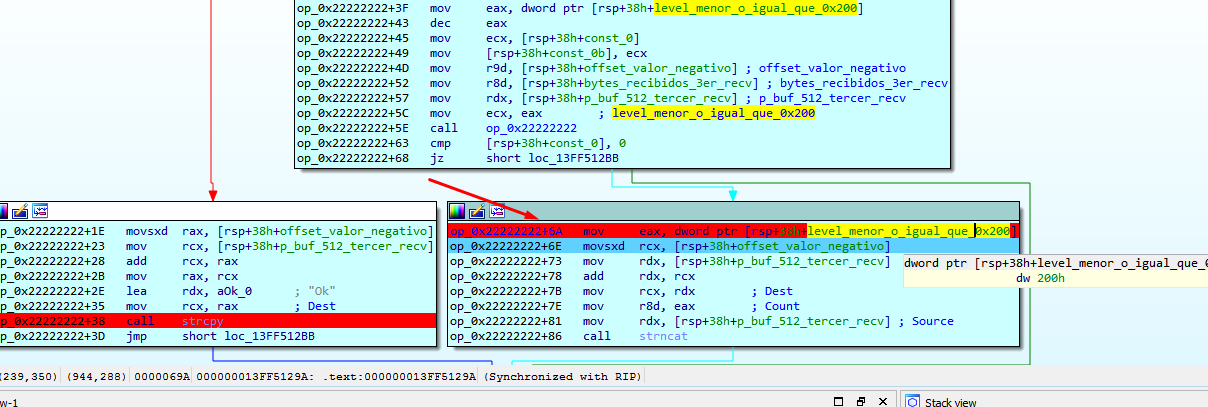 op_0x22222222+3F mov eax, dword ptr [rsp+38h+level_menor_o_igual_que_0x200]
op_0x22222222+43 dec eax
op_0x22222222+45 mov ecx, [rsp+38h+const_0]
op_0x22222222+49 mov [rsp+38h+const_0b], ecx
op_0x22222222+4D mov r9d, [rsp+38h+offset_valor_negativo] ; offset_valor_negativo
op_0x22222222+52 mov r8d, [rsp+38h+bytes_recibidos_3er_recv] ; bytes_recibidos_3er_recv
op_0x22222222+57 mov rdx, [rsp+38h+p_buf_512_tercer_recv] ; p_buf_512_tercer_recv
op_0x22222222+5C mov ecx, eax ; level_menor_o_igual_que_0x200
op_0x22222222+5E call op_0x22222222
op_0x22222222+63 cmp [rsp+38h+const_0], 0
op_0x22222222+68 jz short loc_13FF512BB
p_0x22222222+1E movsxd rax, [rsp+38h+offset_valor_negativo]
p_0x22222222+23 mov rcx, [rsp+38h+p_buf_512_tercer_recv]
p_0x22222222+28 add rcx, rax
p_0x22222222+2B mov rax, rcx
p_0x22222222+2E lea rdx, aOk_0 ; "Ok"
p_0x22222222+35 mov rcx, rax ; Dest
p_0x22222222+38 call strcpy
p_0x22222222+3D jmp short loc_13FF512BB
op_0x22222222+6A mov eax, dword ptr [rsp+38h+level_menor_o_igual_que_0x200]
op_0x22222222+6E movsxd rcx, [rsp+38h+offset_valor_negativo]
op_0x22222222+73 mov rdx, [rsp+38h+p_buf_512_tercer_recv]
op_0x22222222+78 add rdx, rcx
op_0x22222222+7B mov rcx, rdx ; Dest
op_0x22222222+7E mov r8d, eax ; Count
op_0x22222222+81 mov rdx, [rsp+38h+p_buf_512_tercer_recv] ; Source
op_0x22222222+86 call strncat
dword ptr [rsp+38h+level_menor_o_igual_que_0
dw 200h
(239,350) (944,288) 0000069A 000000013FF5129A: .text:000000013FF5129A (Synchronized with RIP)
w-1
Stack view